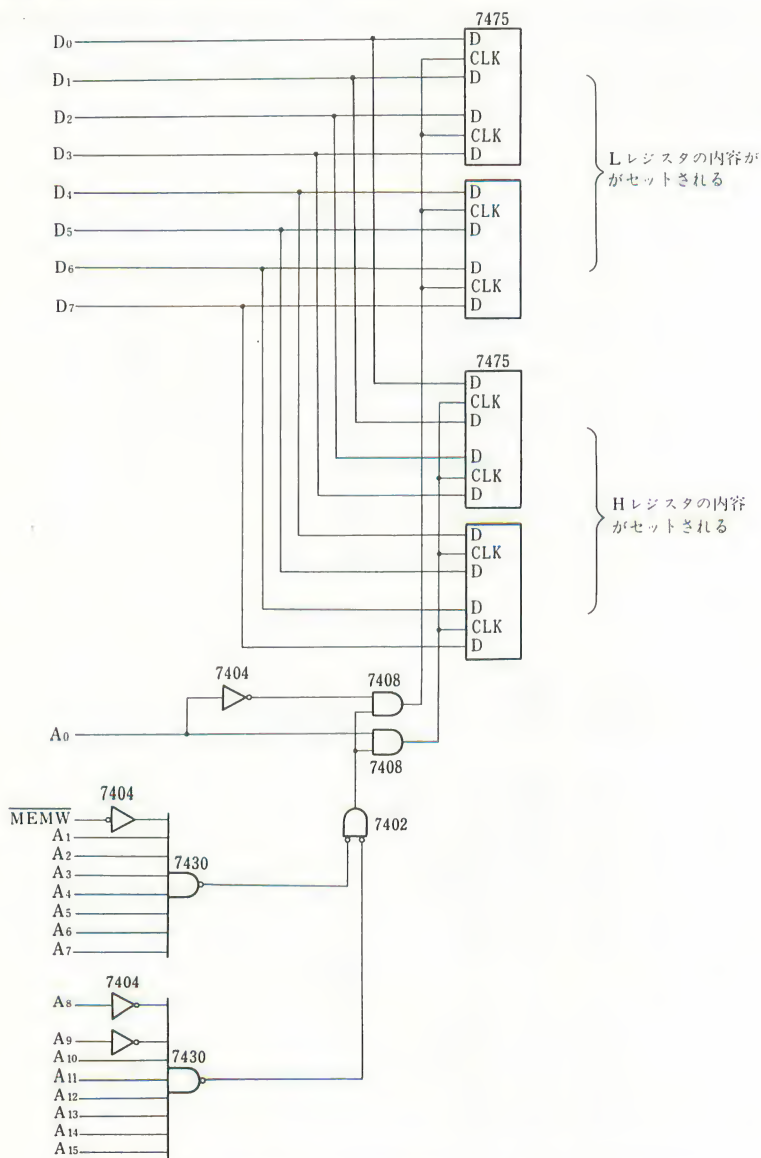 7475
D0
D
CLK
D1
D
D2
D
CLK
D3
D
D4
D
CLK
D5
D
D6
D
CLK
D7
D
Lレジスタの内容が
がセットされる
7475
D
CLK
D
D
CLK
D
D
CLK
D
D
CLK
D
Hレジスタの内容
がセットされる
7404
7408
A0
7408
7404
MEMW
7402
A1
A2
7430
A3
A4
A5
A6
A7
7404
A8
A9
7430
A10
A11
A12
A13
A14
A15